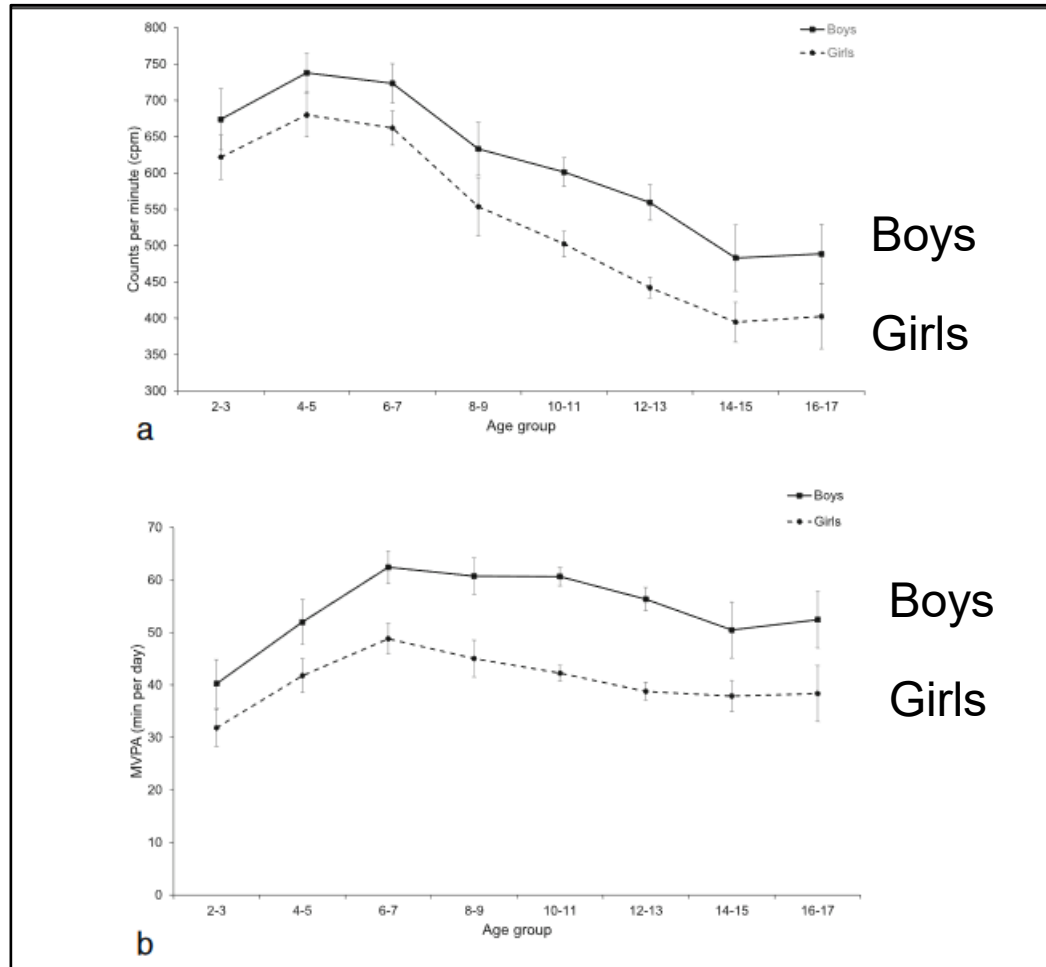 Boys
Girls
800
750
700
650
600
550
500
450
400
350
300
Counts per minute (cpm)
Boys
Girls
2-3 4-5 6-7 8-9 10-11 12-13 14-15 16-17
Age group
a
Boys
Girls
70
60
50
40
30
20
10
0
MVPA (min per day)
Boys
Girls
2-3 4-5 6-7 8-9 10-11 12-13 14-15 16-17
Age group
b